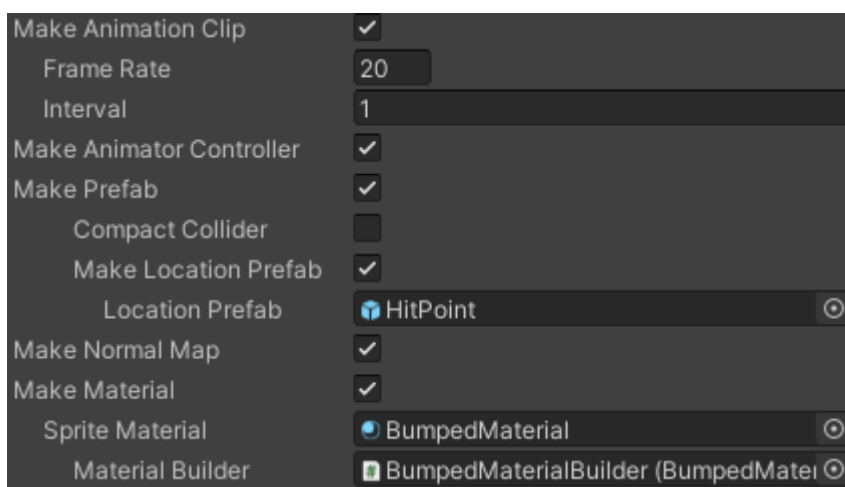 Make Animation Clip
Frame Rate 20
Interval 1
Make Animator Controller
Make Prefab
Compact Collider
Make Location Prefab
Location Prefab HitPoint
Make Normal Map
Make Material
Sprite Material BumpedMaterial
Material Builder BumpedMaterialBuilder (BumpedMater